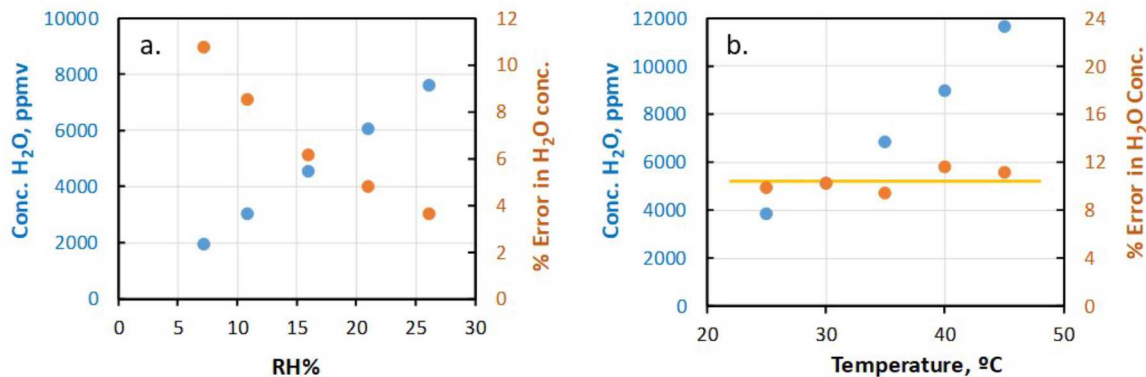 a.
Conc. H₂O, ppmv
10000
8000
6000
4000
2000
0
12
10
8
6
4
2
0
% Error in H₂O conc.
0 5 10 15 20 25 30
RH%
b.
Conc. H₂O, ppmv
12000
10000
8000
6000
4000
2000
0
24
20
16
12
8
4
0
% Error in H₂O Conc.
20 30 40 50
Temperature, ºC